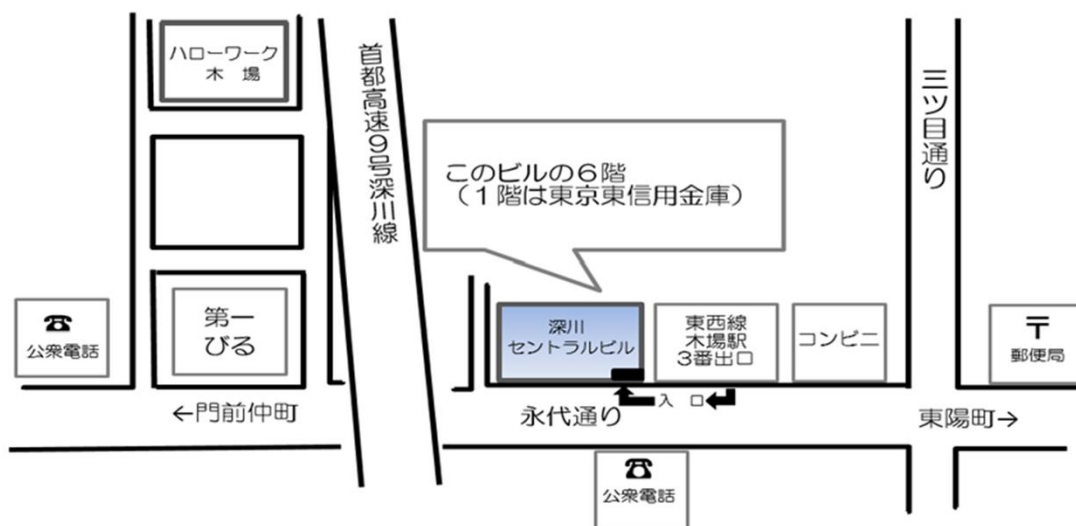 ハローワーク
木 場
首都高速9号深川線
三ツ目通り
このビルの6階
(1階は東京東信用金庫)
☎
公衆電話
第一
びる
深川
セントラルビル
東西線
木場駅
3番出口
コンビニ
〒
郵便局
入 口
←門前仲町
永代通り
東陽町→
☎
公衆電話